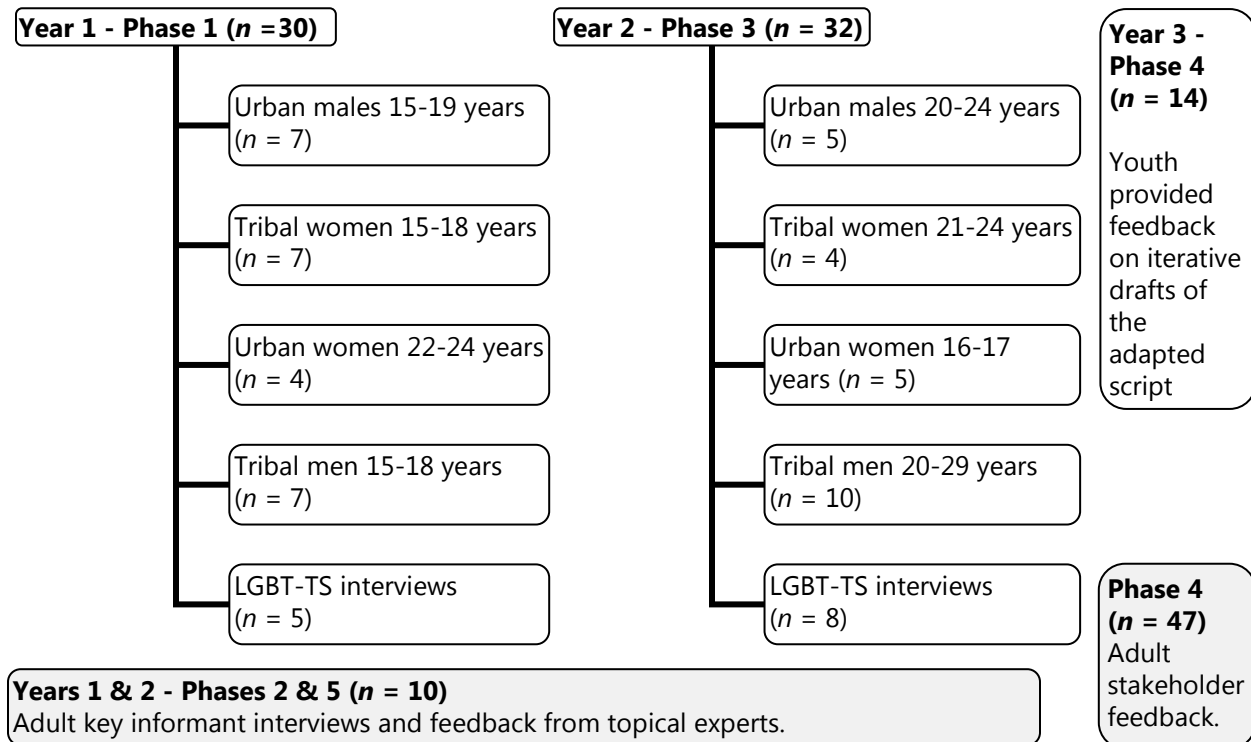 Year 1 - Phase 1 (n =30)
Urban males 15-19 years
(n = 7)
Tribal women 15-18 years
(n = 7)
Urban women 22-24 years
(n = 4)
Tribal men 15-18 years
(n = 7)
LGBT-TS interviews
(n = 5)
Year 2 - Phase 3 (n = 32)
Urban males 20-24 years
(n = 5)
Tribal women 21-24 years
(n = 4)
Urban women 16-17
years (n = 5)
Tribal men 20-29 years
(n = 10)
LGBT-TS interviews
(n = 8)
Year 3 -
Phase 4
(n = 14)
Youth
provided
feedback
on iterative
drafts of
the
adapted
script
Phase 4
(n = 47)
Adult
stakeholder
feedback.
Years 1 & 2 - Phases 2 & 5 (n = 10)
Adult key informant interviews and feedback from topical experts.